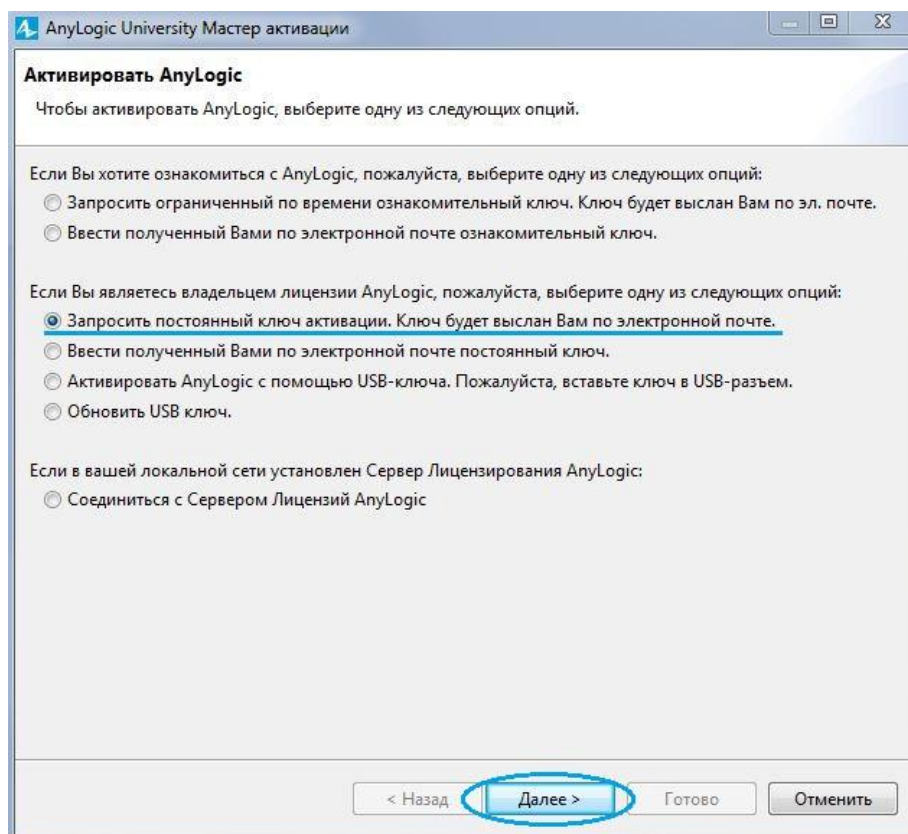 AnyLogic University Мастер активации
Активировать AnyLogic
Чтобы активировать AnyLogic, выберите одну из следующих опций.
Если Вы хотите ознакомиться с AnyLogic, пожалуйста, выберите одну из следующих опций:
Запросить ограниченный по времени ознакомительный ключ. Ключ будет выслан Вам по эл. почте.
Ввести полученный Вами по электронной почте ознакомительный ключ.
Если Вы являетесь владельцем лицензии AnyLogic, пожалуйста, выберите одну из следующих опций:
Запросить постоянный ключ активации. Ключ будет выслан Вам по электронной почте.
Ввести полученный Вами по электронной почте постоянный ключ.
Активировать AnyLogic с помощью USB-ключа. Пожалуйста, вставьте ключ в USB-разъем.
Обновить USB ключ.
Если в вашей локальной сети установлен Сервер Лицензирования AnyLogic:
Соединиться с Сервером Лицензий AnyLogic
< Назад Далее > Готово Отменить